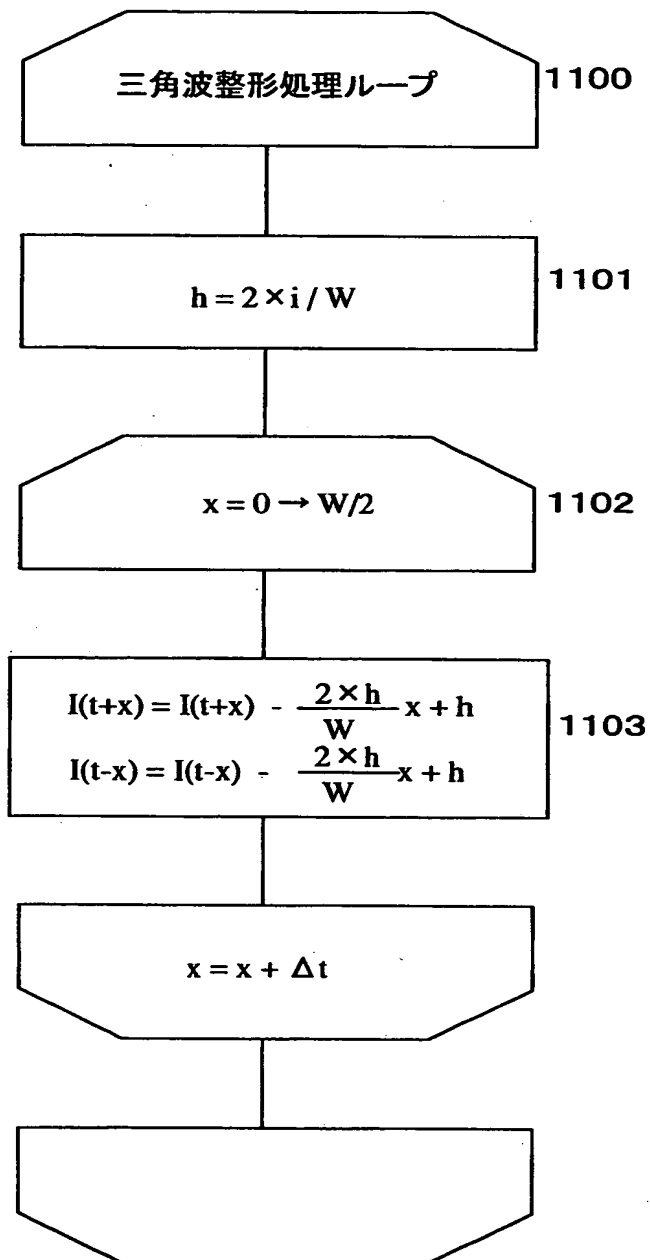 三角波整形処理ループ 1100
h = 2 × i / W 1101
x = 0 → W/2 1102
I(t+x) = I(t+x) - 2 × h / W x + h
I(t-x) = I(t-x) - 2 × h / W x + h
1103
x = x + Δt